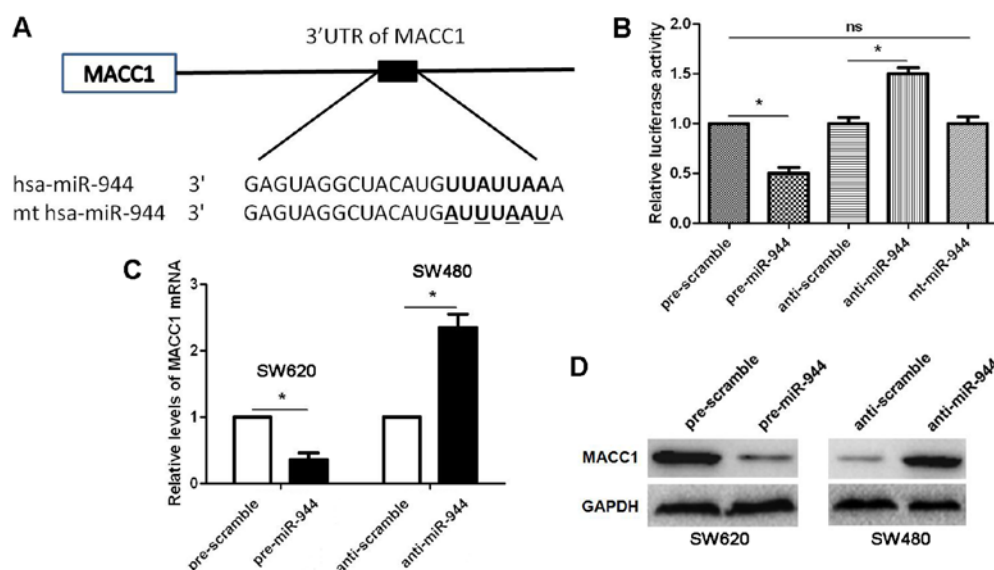 A
3'UTR of MACC1
MACC1
hsa-miR-944 3' GAGUAGGCUACAUGUUAUUAAA
mt hsa-miR-944 3' GAGUAGGCUACAUGAUUUAAUA
B
Relative luciferase activity
2.0
1.5
1.0
0.5
0.0
ns
*
*
pre-scramble
pre-miR-944
anti-scramble
anti-miR-944
mt-miR-944
C
Relative levels of MACC1 mRNA
3
2
1
0
SW620
*
SW480
*
pre-scramble
pre-miR-944
anti-scramble
anti-miR-944
D
pre-scramble
pre-miR-944
anti-scramble
anti-miR-944
MACC1
GAPDH
SW620
SW480